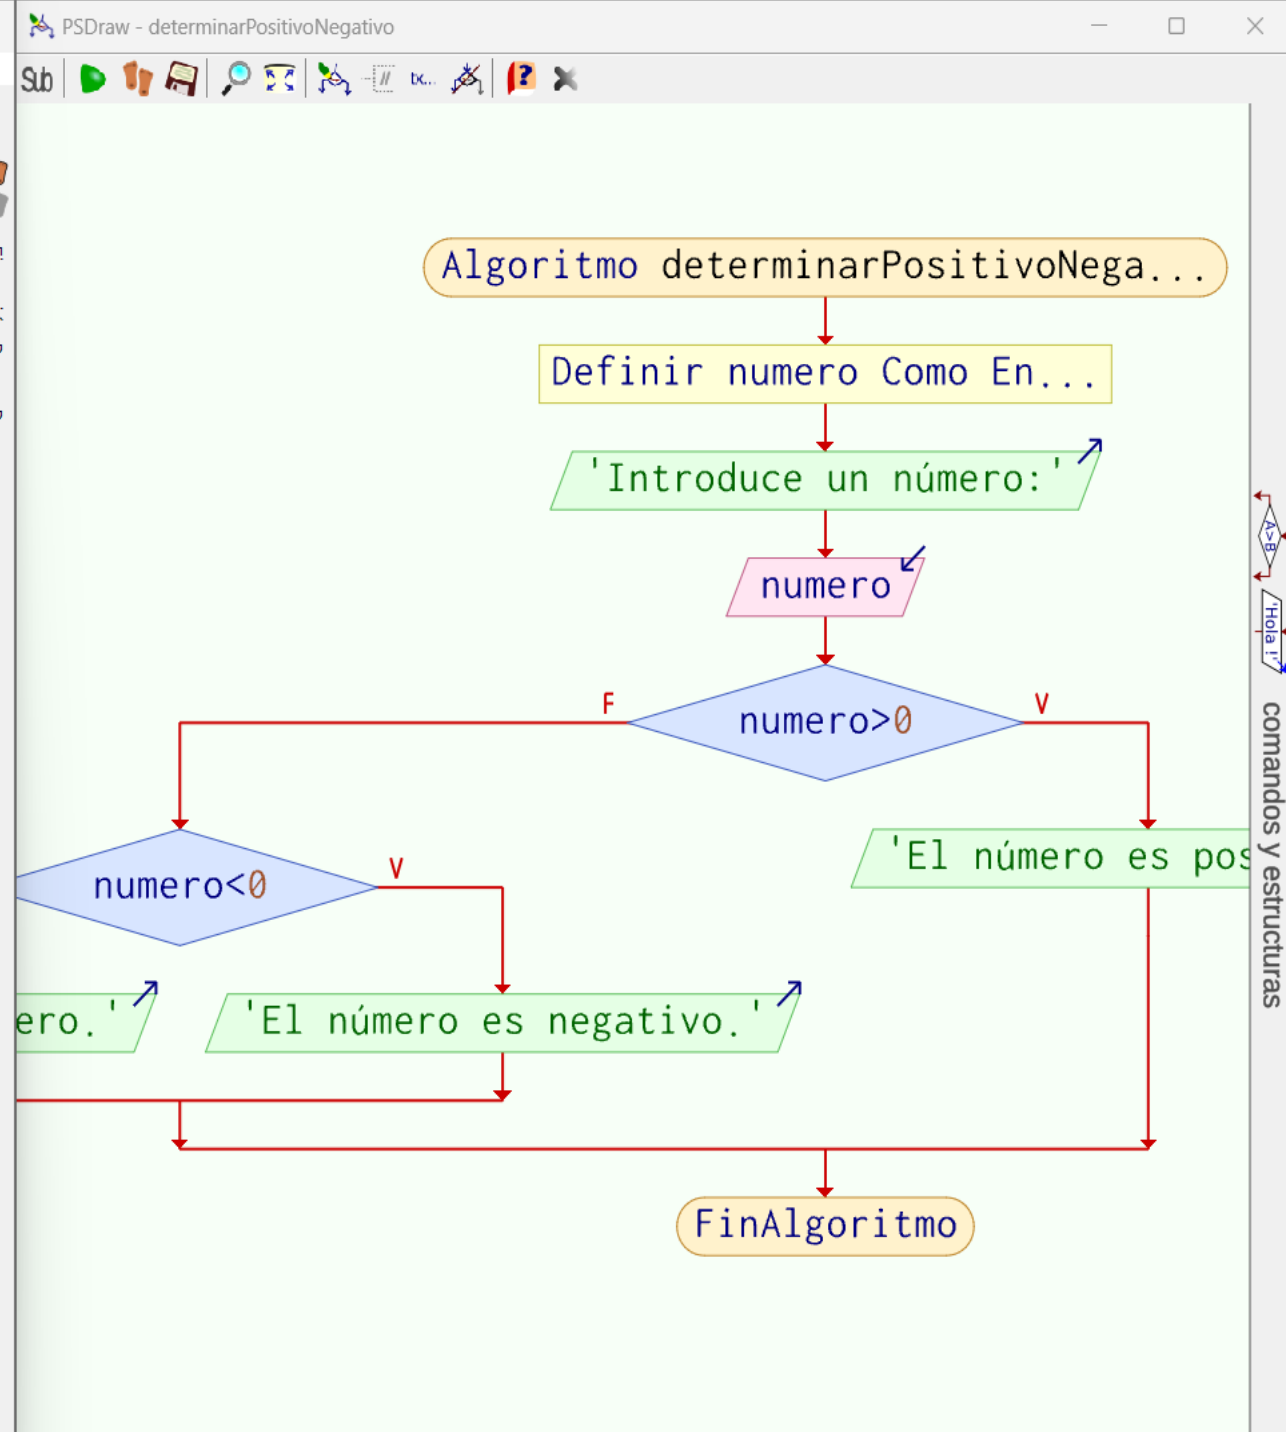 PSDraw - determinarPositivoNegativo
Sub
tx...
Algoritmo determinarPositivoNega...
Definir numero Como En...
'Introduce un número:'
numero
F
numero>0
V
A>B
'Hola !'
comandos y estructuras
'El número es pos
numero<0
V
ero.'
'El número es negativo.'
FinAlgoritmo